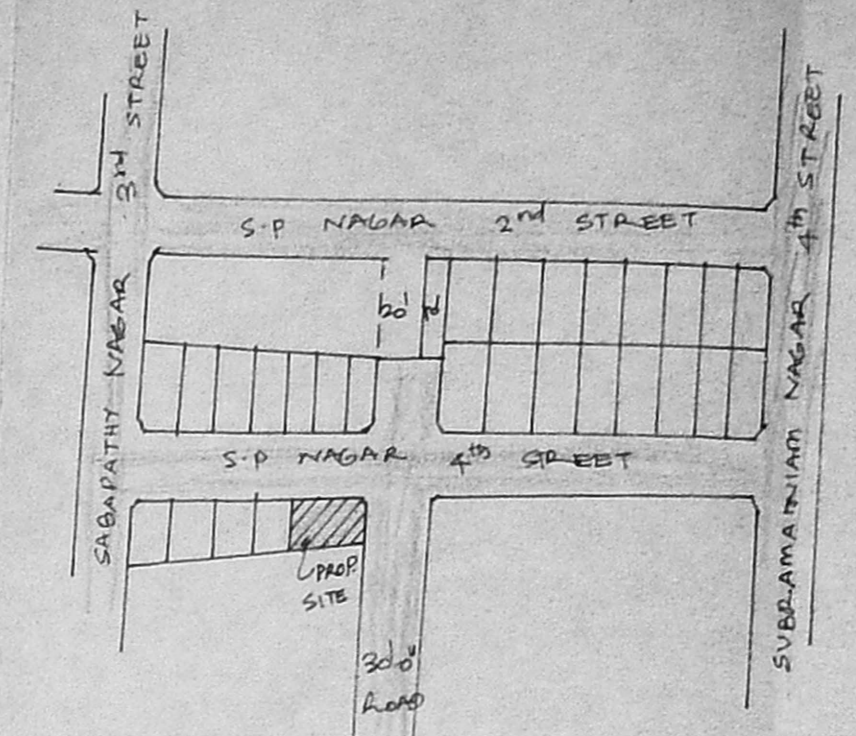 SABAPATHY NAGAR 3rd STREET
S.P NAGAR 2nd STREET
20' rd
S.P NAGAR 4th STREET
PROP.
SITE
30'0"
ROAD
SUBRAMANIAM NAGAR 4th STREET